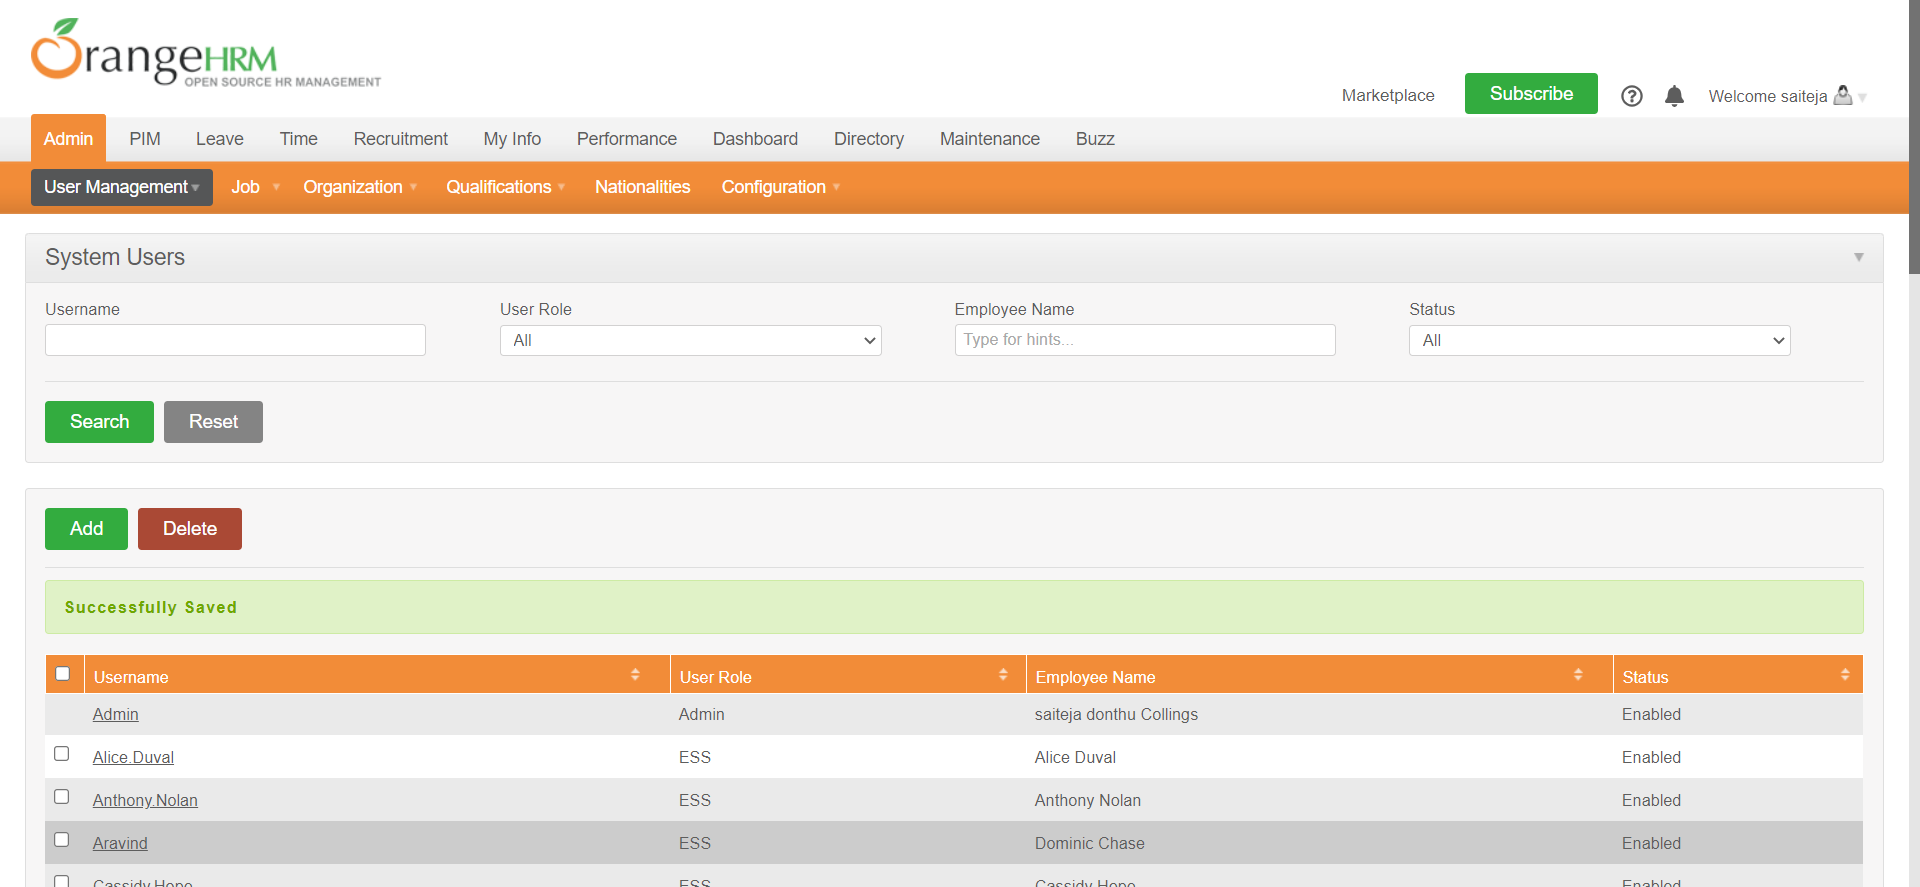 OrangeHRM
OPEN SOURCE HR MANAGEMENT
Marketplace Subscribe Welcome saiteja
Admin PIM Leave Time Recruitment My Info Performance Dashboard Directory Maintenance Buzz
User Management Job Organization Qualifications Nationalities Configuration
System Users
Username User Role Employee Name Status
All Type for hints... All
Search Reset
Add Delete
Successfully Saved
Username User Role Employee Name Status
Admin Admin saiteja donthu Collings Enabled
Alice.Duval ESS Alice Duval Enabled
Anthony.Nolan ESS Anthony Nolan Enabled
Aravind ESS Dominic Chase Enabled
Cassidy.Hope ESS Cassidy Hope Enabled